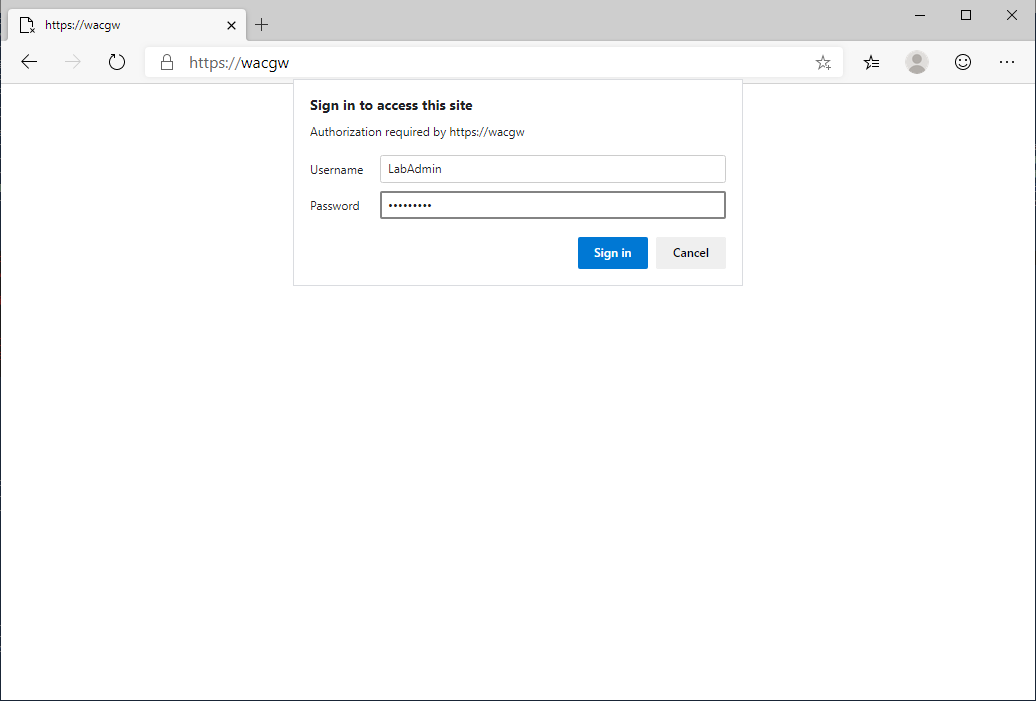 https://wacgw
https://wacgw
Sign in to access this site
Authorization required by https://wacgw
Username LabAdmin
Password •••••••••
Sign in Cancel